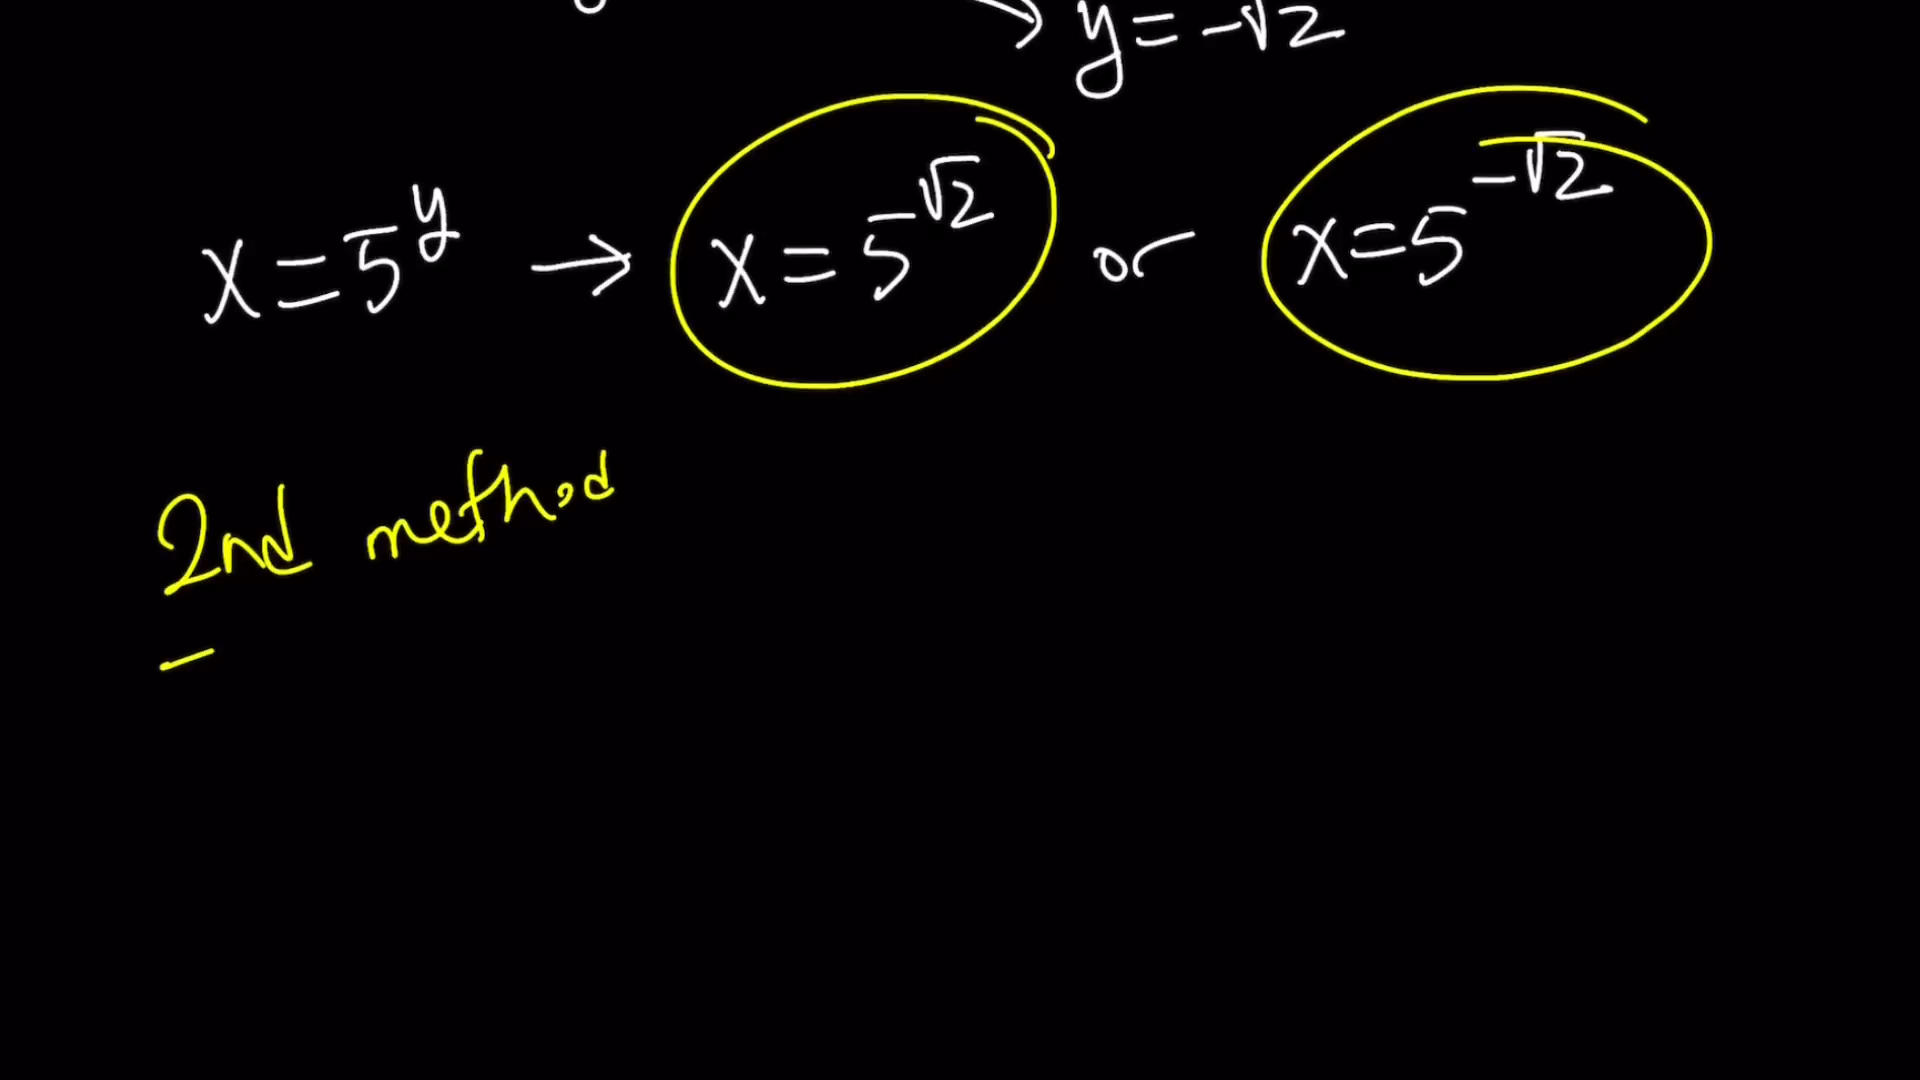 y = -√2
x = 5^y → x = 5^√2 or x = 5^-√2
2nd method